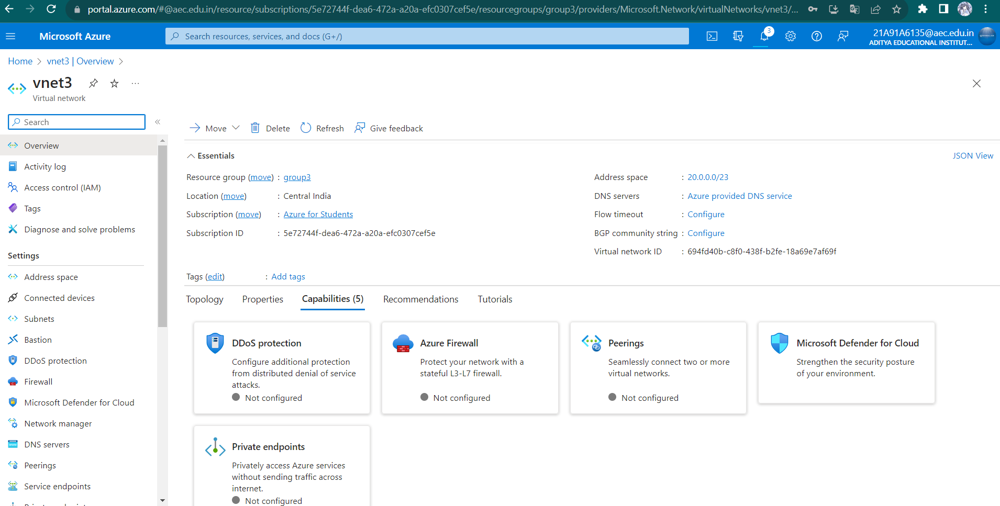 portal.azure.com/#@aec.edu.in/resource/subscriptions/5e72744f-dea6-472a-a20a-efc0307cef5e/resourcegroups/group3/providers/Microsoft.Network/virtualNetworks/vnet3/...
Microsoft Azure
Search resources, services, and docs (G+/)
3
21A91A6135@aec.edu.in
ADITYA EDUCATIONAL INSTITUT...
Home > vnet3 | Overview >
vnet3
Virtual network
Search
Overview
Activity log
Access control (IAM)
Tags
Diagnose and solve problems
Settings
Address space
Connected devices
Subnets
Bastion
DDoS protection
Firewall
Microsoft Defender for Cloud
Network manager
DNS servers
Peerings
Service endpoints
Move
Delete
Refresh
Give feedback
Essentials
JSON View
Resource group (move) : group3
Location (move) : Central India
Subscription (move) : Azure for Students
Subscription ID : 5e72744f-dea6-472a-a20a-efc0307cef5e
Address space : 20.0.0.0/23
DNS servers : Azure provided DNS service
Flow timeout : Configure
BGP community string : Configure
Virtual network ID : 694fd40b-c8f0-438f-b2fe-18a69e7af69f
Tags (edit) : Add tags
Topology
Properties
Capabilities (5)
Recommendations
Tutorials
DDoS protection
Configure additional protection
from distributed denial of service
attacks.
Not configured
Azure Firewall
Protect your network with a
stateful L3-L7 firewall.
Not configured
Peerings
Seamlessly connect two or more
virtual networks.
Not configured
Microsoft Defender for Cloud
Strengthen the security posture
of your environment.
Private endpoints
Privately access Azure services
without sending traffic across
internet.
Not configured